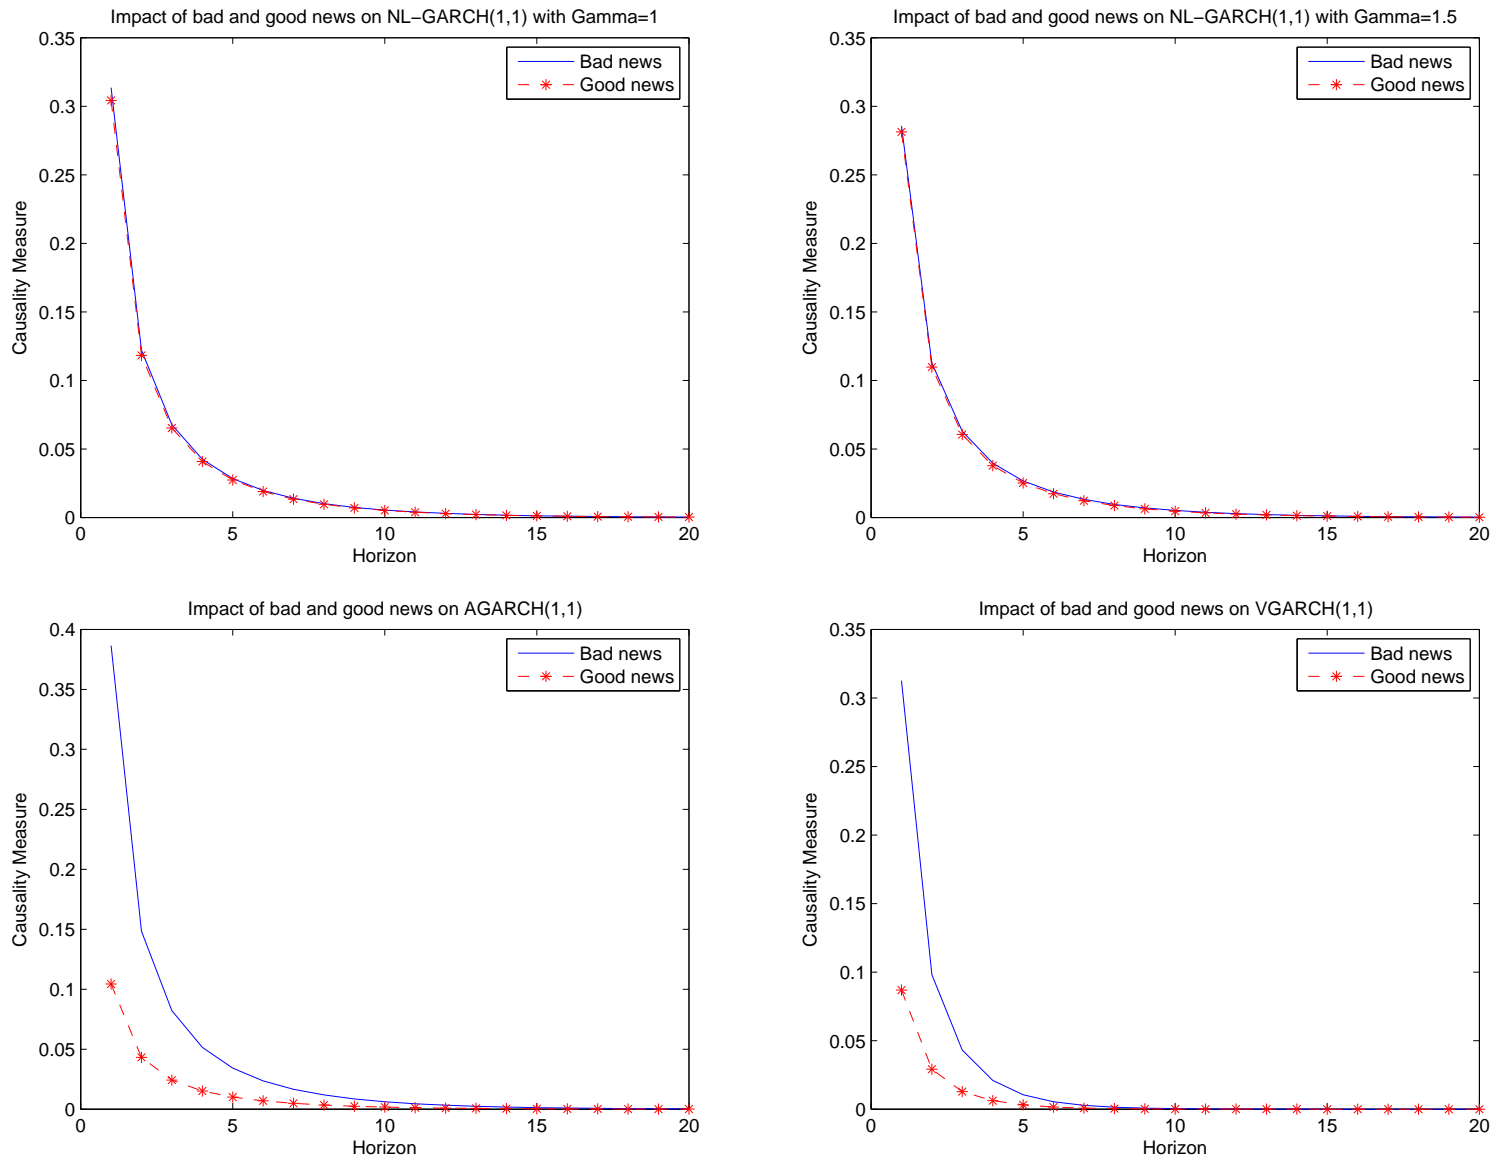 Impact of bad and good news on NL−GARCH(1,1) with Gamma=1
0.35
0.3
0.25
0.2
0.15
0.1
0.05
0
Causality Measure
Bad news
Good news
0 5 10 15 20
Horizon
Impact of bad and good news on NL−GARCH(1,1) with Gamma=1.5
0.35
0.3
0.25
0.2
0.15
0.1
0.05
0
Causality Measure
Bad news
Good news
0 5 10 15 20
Horizon
Impact of bad and good news on AGARCH(1,1)
0.4
0.35
0.3
0.25
0.2
0.15
0.1
0.05
0
Causality Measure
Bad news
Good news
0 5 10 15 20
Horizon
Impact of bad and good news on VGARCH(1,1)
0.35
0.3
0.25
0.2
0.15
0.1
0.05
0
Causality Measure
Bad news
Good news
0 5 10 15 20
Horizon